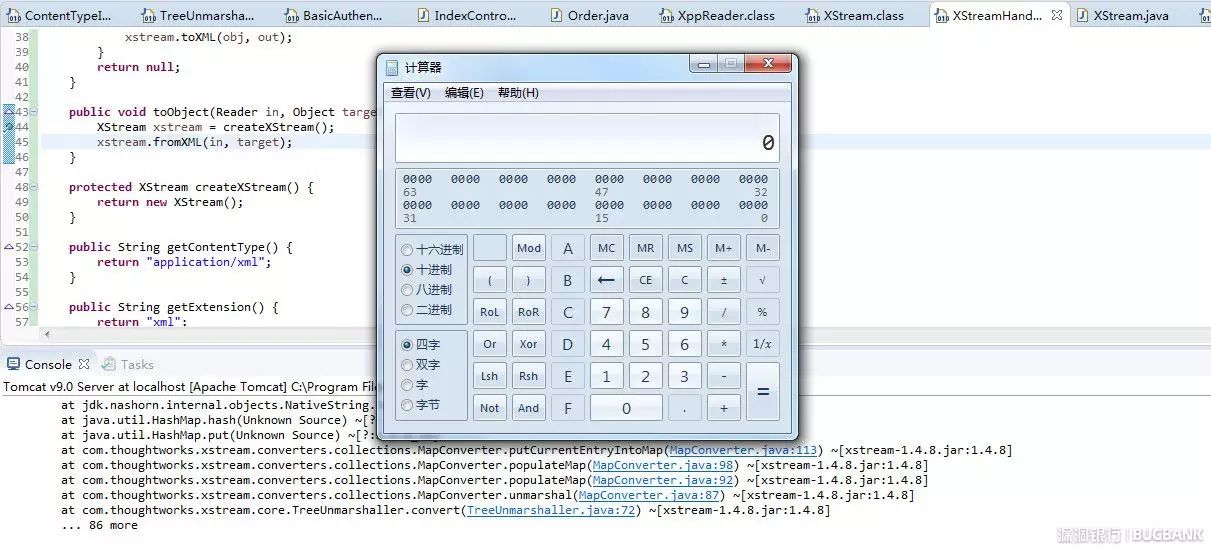 ContentTypeI...
TreeUnmarsha...
BasicAuthen...
IndexContro...
Order.java
XppReader.class
XStream.class
XStreamHand...
XStream.java
38 xstream.toXML(obj, out);
39 }
40 return null;
41 }
42
43 public void toObject(Reader in, Object targe
44 XStream xstream = createXStream();
45 xstream.fromXML(in, target);
46 }
47
48 protected XStream createXStream() {
49 return new XStream();
50 }
51
52 public String getContentType() {
53 return "application/xml";
54 }
55
56 public String getExtension() {
57 return "xml";
计算器
查看(V) 编辑(E) 帮助(H)
0
0000 0000 0000 0000 0000 0000 0000 0000
63 47 32
0000 0000 0000 0000 0000 0000 0000 0000
31 15 0
十六进制 Mod A MC MR MS M+ M-
十进制 ( ) B ← CE C ± √
八进制
二进制 RoL RoR C 7 8 9 / %
四字 Or Xor D 4 5 6 * 1/x
双字
字 Lsh Rsh E 1 2 3 - =
字节 Not And F 0 . +
Console Tasks
Tomcat v9.0 Server at localhost [Apache Tomcat] C:\Program Fil
at jdk.nashorn.internal.objects.NativeString.
at java.util.HashMap.hash(Unknown Source) ~[?
at java.util.HashMap.put(Unknown Source) ~[?:
at com.thoughtworks.xstream.converters.collections.MapConverter.putCurrentEntryIntoMap(MapConverter.java:113) ~[xstream-1.4.8.jar:1.4.8]
at com.thoughtworks.xstream.converters.collections.MapConverter.populateMap(MapConverter.java:98) ~[xstream-1.4.8.jar:1.4.8]
at com.thoughtworks.xstream.converters.collections.MapConverter.populateMap(MapConverter.java:92) ~[xstream-1.4.8.jar:1.4.8]
at com.thoughtworks.xstream.converters.collections.MapConverter.unmarshal(MapConverter.java:87) ~[xstream-1.4.8.jar:1.4.8]
at com.thoughtworks.xstream.core.TreeUnmarshaller.convert(TreeUnmarshaller.java:72) ~[xstream-1.4.8.jar:1.4.8]
... 86 more
漏洞银行 | BUGBANK